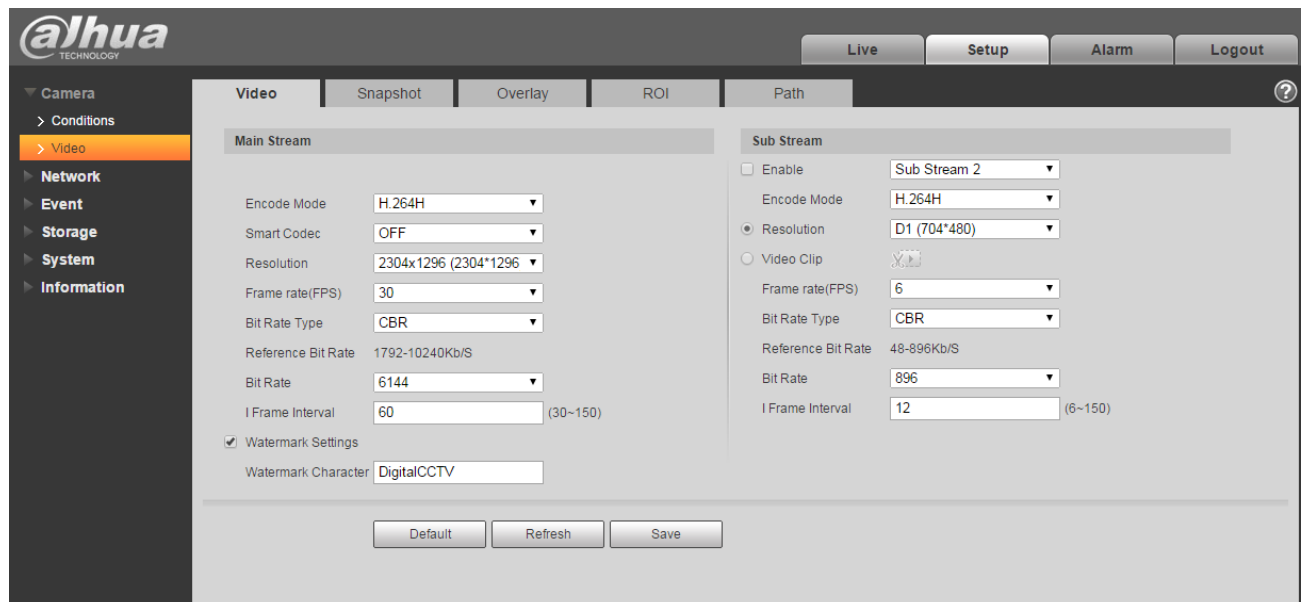 alhua
TECHNOLOGY
Live Setup Alarm Logout
Camera
Conditions
Video
Network
Event
Storage
System
Information
Video Snapshot Overlay ROI Path ?
Main Stream
Encode Mode H.264H
Smart Codec OFF
Resolution 2304x1296 (2304*1296
Frame rate(FPS) 30
Bit Rate Type CBR
Reference Bit Rate 1792-10240Kb/S
Bit Rate 6144
I Frame Interval 60 (30~150)
Watermark Settings
Watermark Character DigitalCCTV
Sub Stream
Enable Sub Stream 2
Encode Mode H.264H
Resolution D1 (704*480)
Video Clip
Frame rate(FPS) 6
Bit Rate Type CBR
Reference Bit Rate 48-896Kb/S
Bit Rate 896
I Frame Interval 12 (6~150)
Default Refresh Save